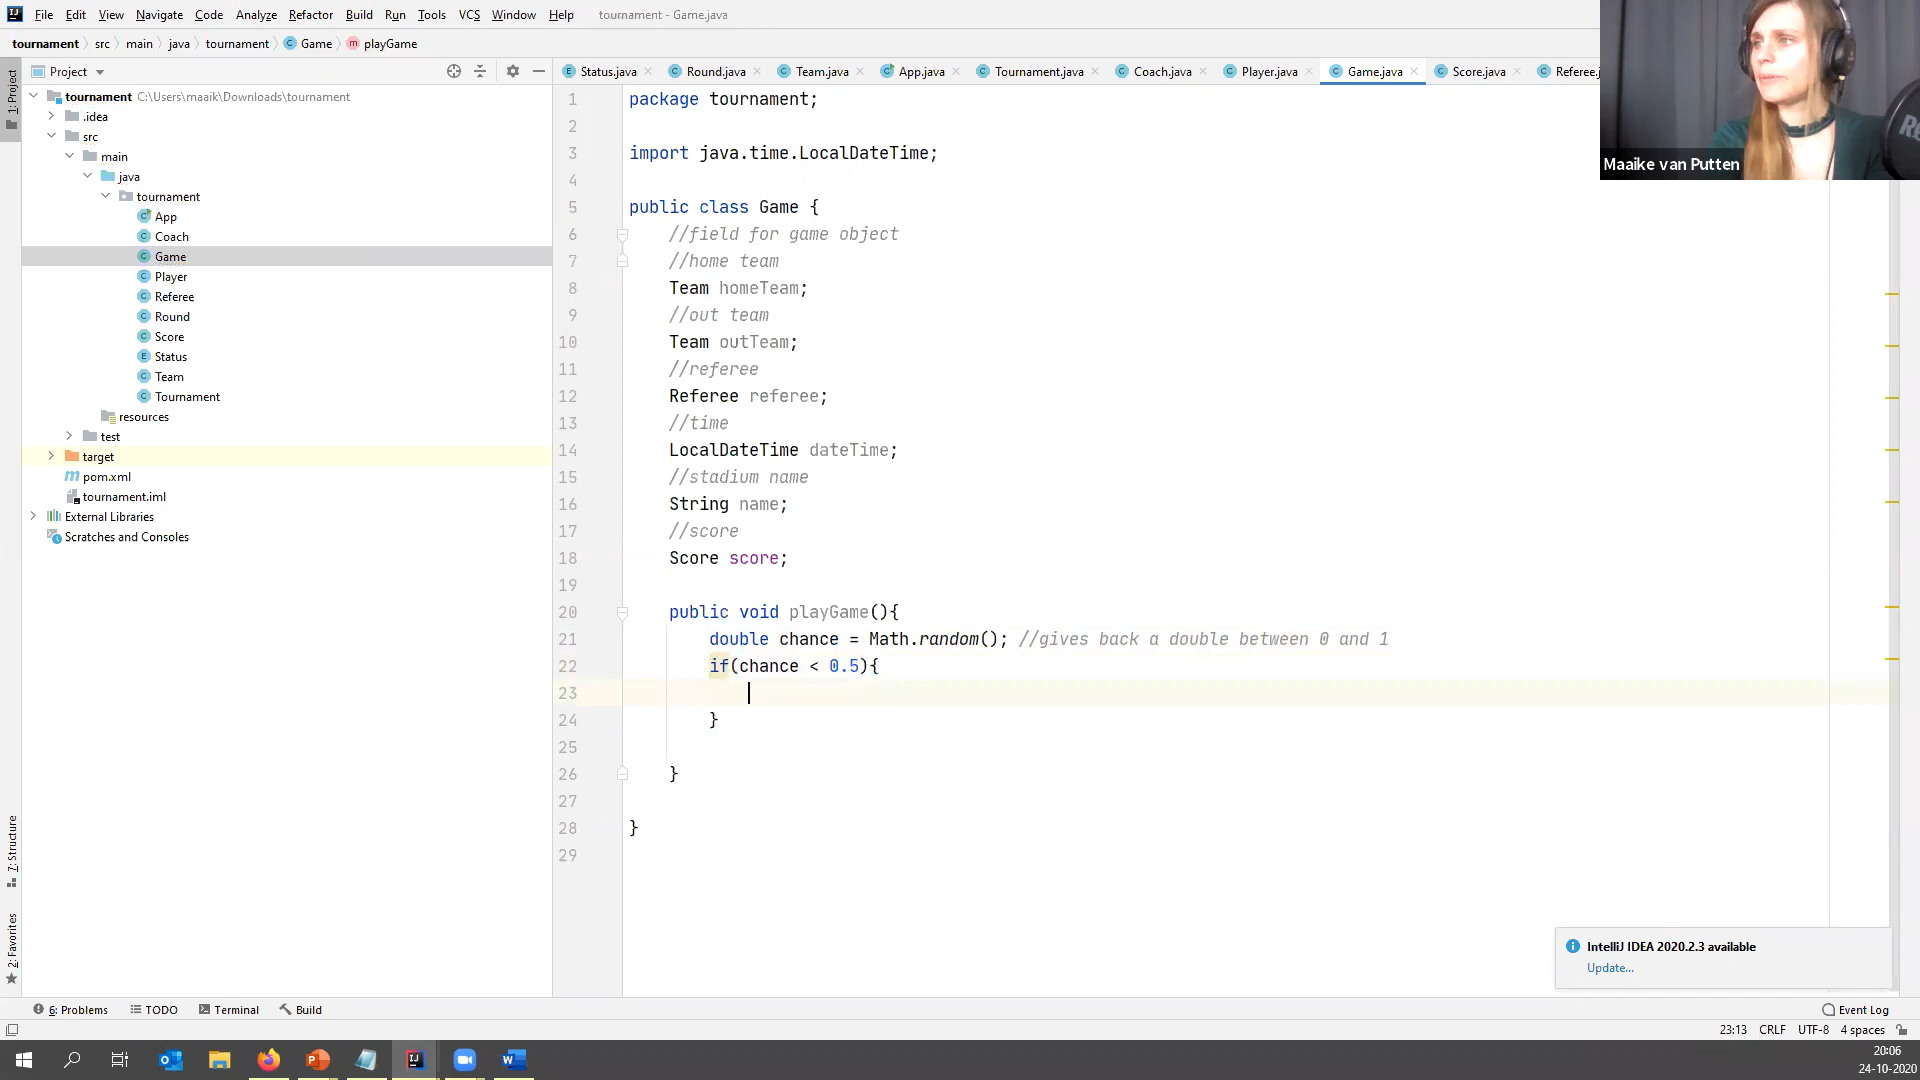 File Edit View Navigate Code Analyze Refactor Build Run Tools VCS Window Help tournament - Game.java
tournament src main java tournament Game playGame
Maaike van Putten
Project
Status.java Round.java Team.java App.java Tournament.java Coach.java Player.java Game.java Score.java Referee.j
1: Project
tournament C:\Users\maaik\Downloads\tournament
.idea
src
main
java
tournament
App
Coach
Game
Player
Referee
Round
Score
Status
Team
Tournament
resources
test
target
pom.xml
tournament.iml
External Libraries
Scratches and Consoles
7: Structure
2: Favorites
1 package tournament;
2
3 import java.time.LocalDateTime;
4
5 public class Game {
6 //field for game object
7 //home team
8 Team homeTeam;
9 //out team
10 Team outTeam;
11 //referee
12 Referee referee;
13 //time
14 LocalDateTime dateTime;
15 //stadium name
16 String name;
17 //score
18 Score score;
19
20 public void playGame(){
21 double chance = Math.random(); //gives back a double between 0 and 1
22 if(chance < 0.5){
23
24 }
25
26 }
27
28 }
29
IntelliJ IDEA 2020.2.3 available
Update...
6: Problems TODO Terminal Build Event Log
23:13 CRLF UTF-8 4 spaces
20:06
24-10-2020